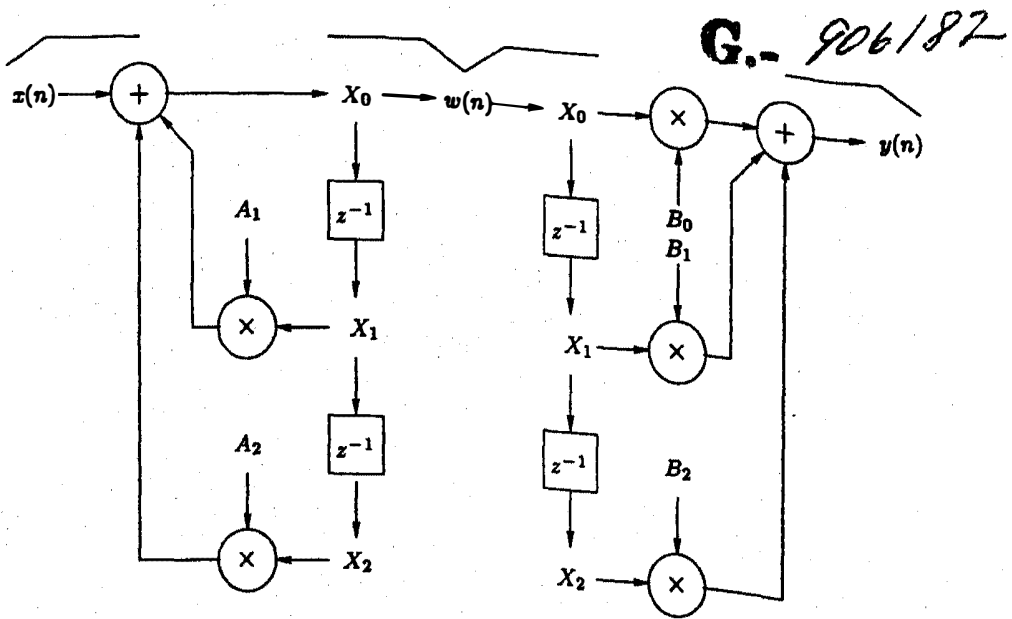 G.- 906182
x(n) + X₀ w(n) X₀ × + y(n)
A₁ z⁻¹ z⁻¹ B₀
B₁
× X₁ X₁ ×
A₂ z⁻¹ z⁻¹ B₂
× X₂ X₂ ×